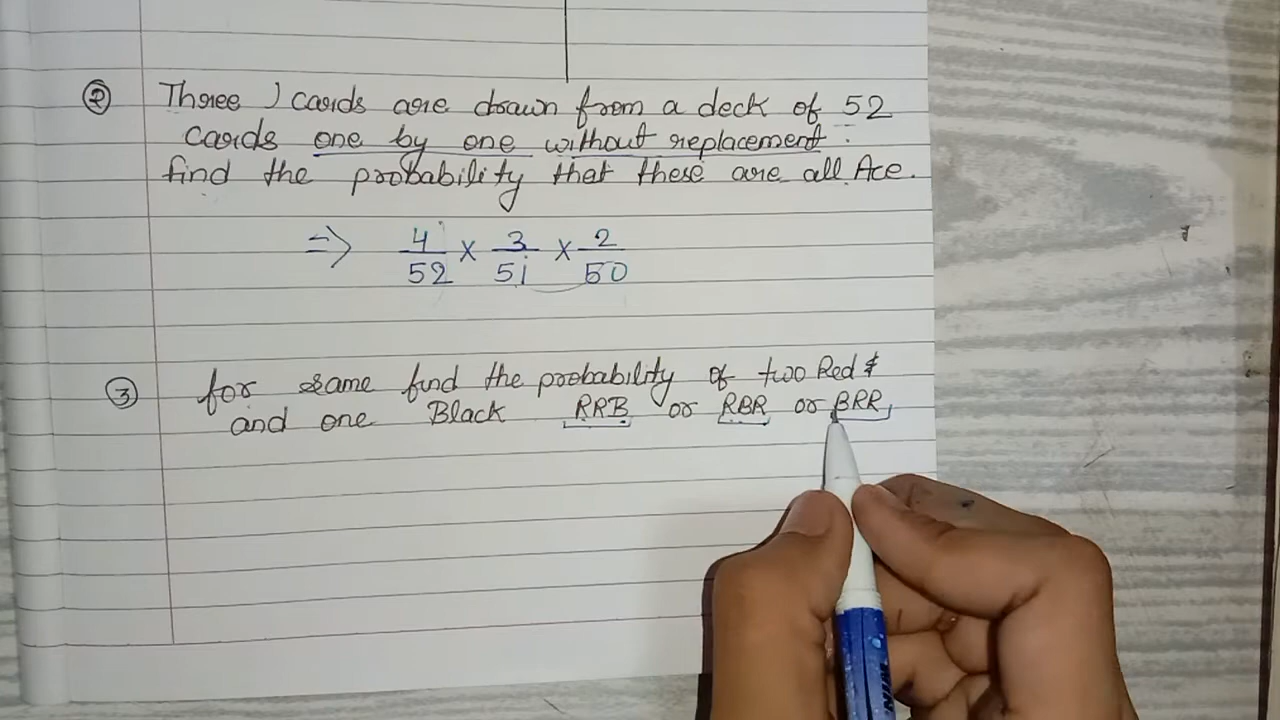 ② Three cards are drawn from a deck of 52
cards one by one without replacement.
find the probability that these are all Ace.
=> 4/52 × 3/51 × 2/50
③ for same find the probability of two Red &
and one Black RRB or RBR or BRR,